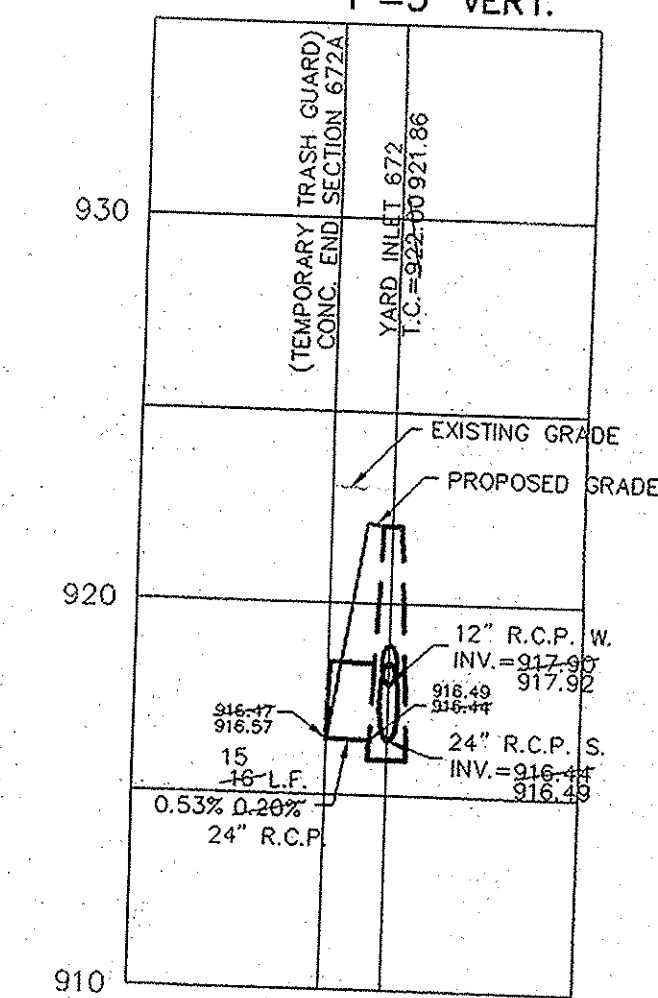 1"=5' VERT.
(TEMPORARY TRASH GUARD)
CONC. END SECTION 672A
YARD INLET 672
T.C.=922.00 921.86
930
EXISTING GRADE
PROPOSED GRADE
920
12" R.C.P. W.
INV.=917.90
917.92
916.49
916.44
916.47
916.57
24" R.C.P. S.
INV.=916.44
916.49
15
16 L.F.
0.53% 0.20%
24" R.C.P.
910